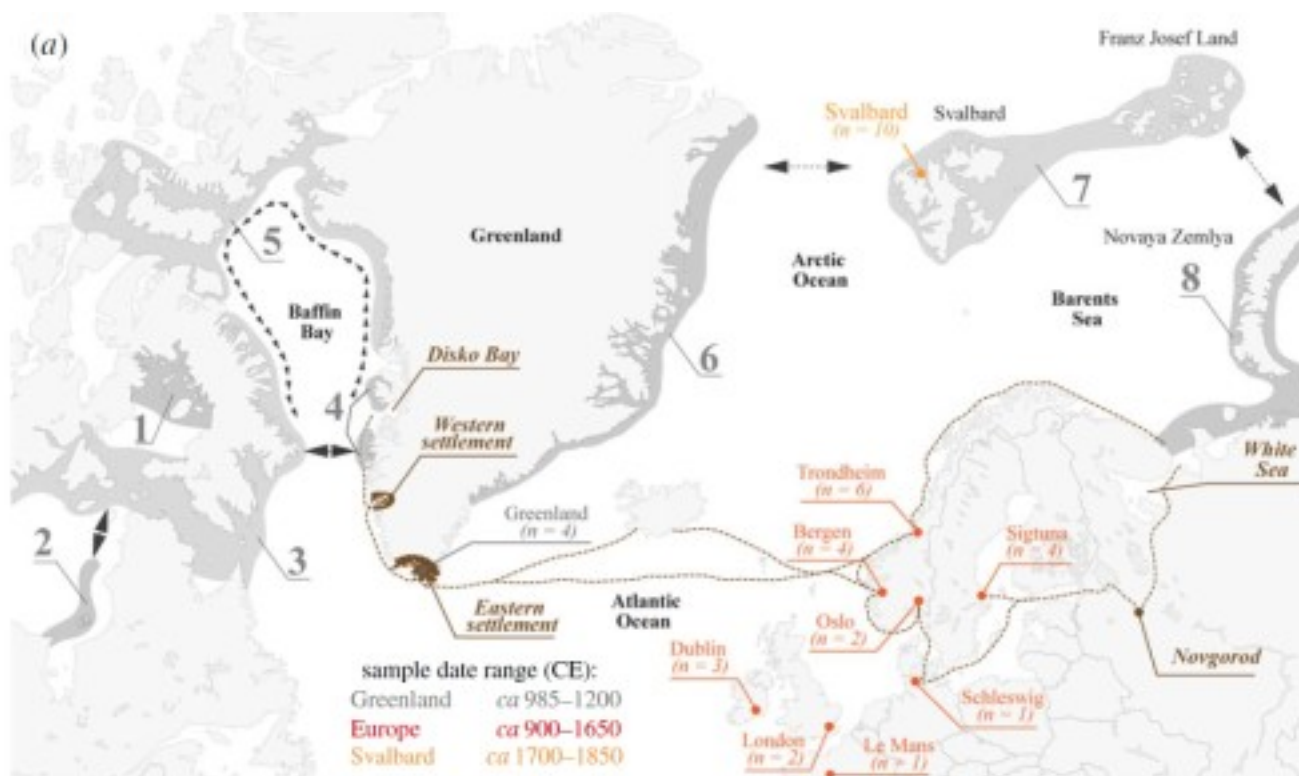 (a)
Franz Josef Land
Svalbard
(n = 10)
Svalbard
7
5
Greenland
Novaya Zemlya
Arctic
Ocean
Barents
Sea
8
Baffin
Bay
6
Disko Bay
4
1
Western
settlement
White
Sea
Trondheim
(n = 6)
Greenland
(n = 4)
Bergen
(n = 4)
Sigtuna
(n = 4)
2
3
Eastern
settlement
Atlantic
Ocean
Oslo
(n = 2)
Dublin
(n = 3)
Novgorod
sample date range (CE):
Greenland ca 985–1200
Europe ca 900–1650
Svalbard ca 1700–1850
Schleswig
(n = 1)
London
(n = 2)
Le Mans
(n = 1)